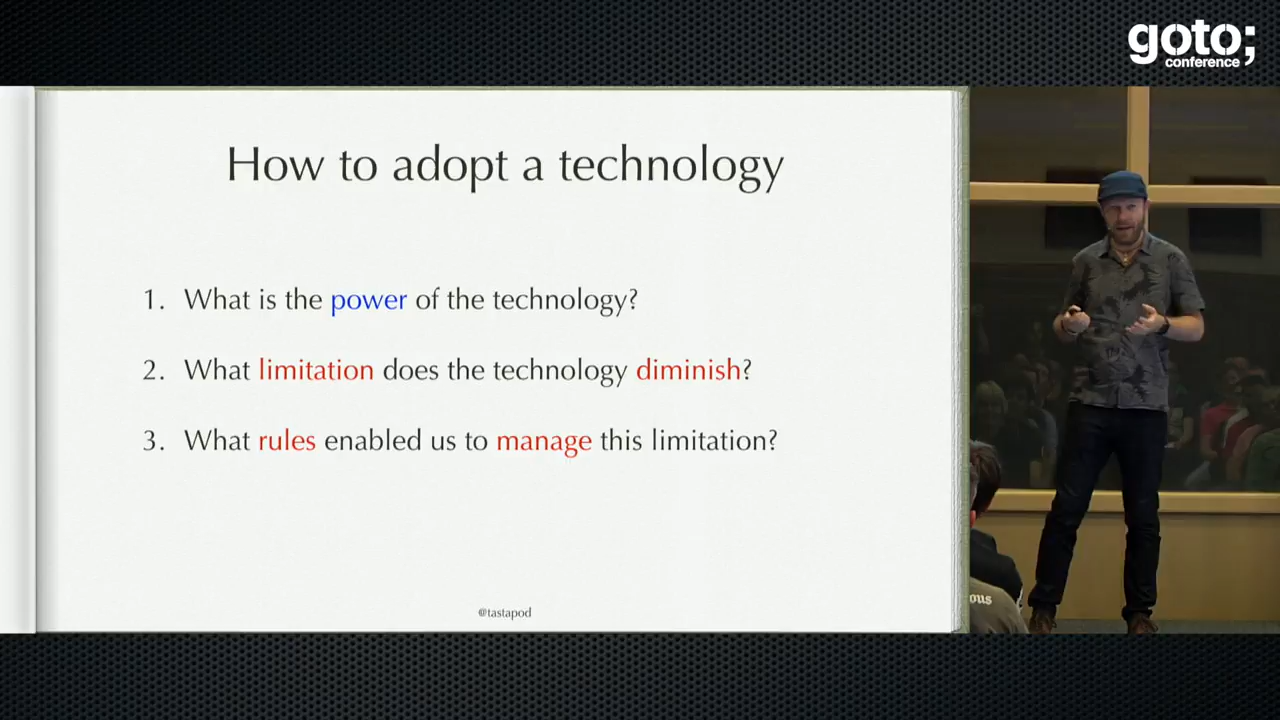 goto;
conference
How to adopt a technology
1. What is the power of the technology?
2. What limitation does the technology diminish?
3. What rules enabled us to manage this limitation?
@tastapod
ous